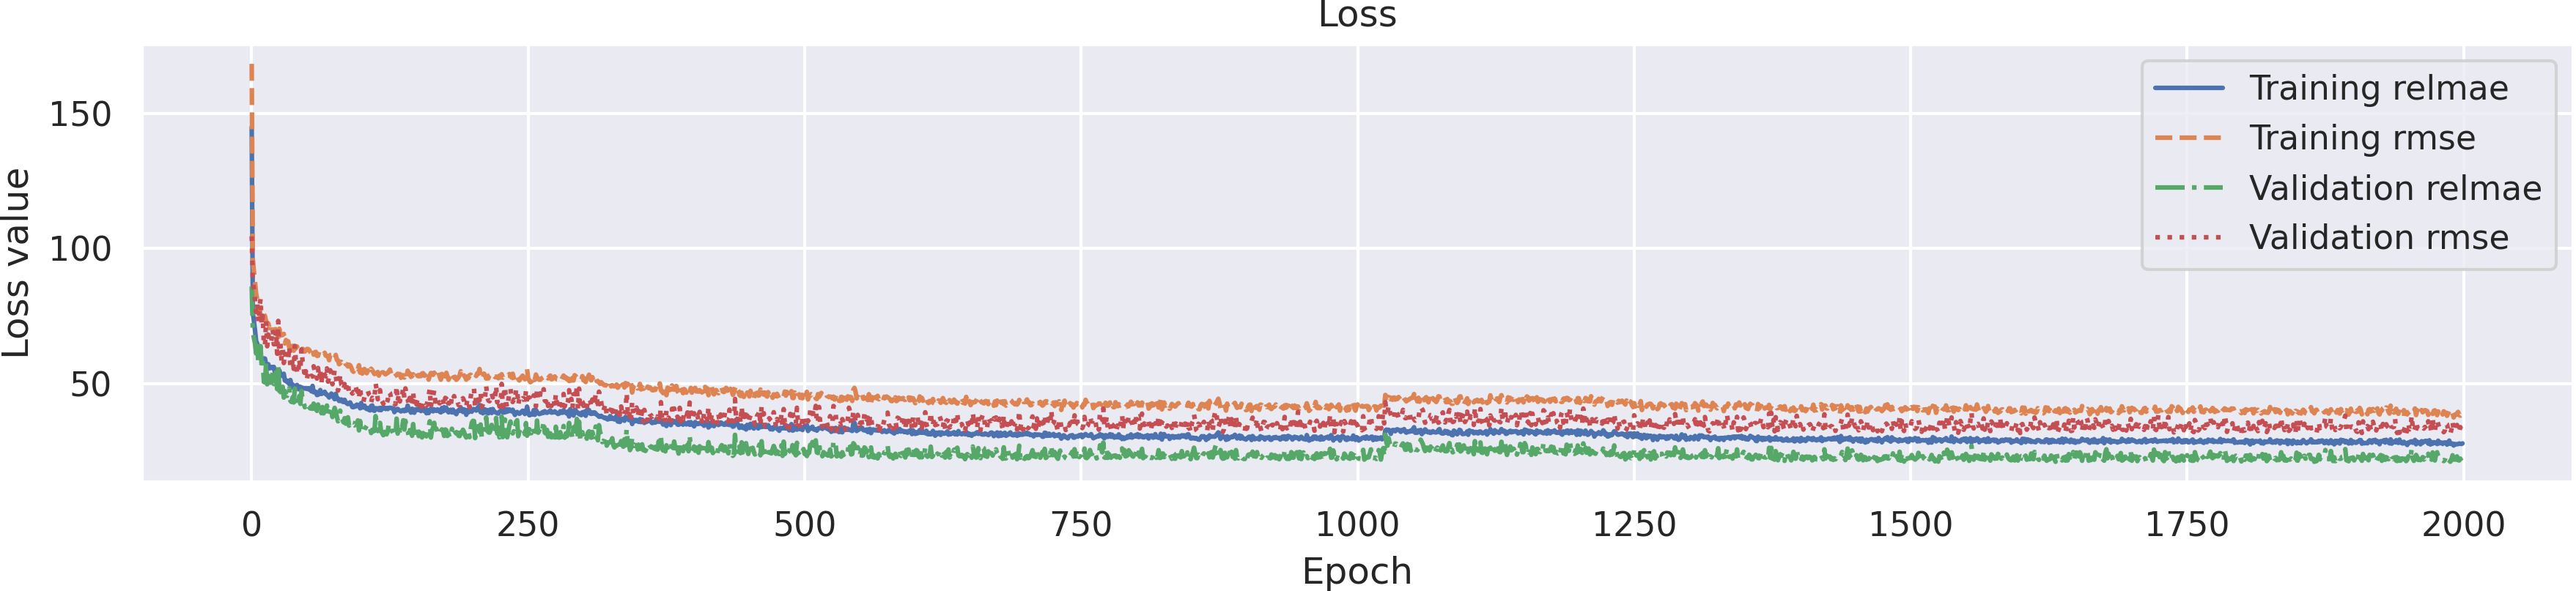 Loss
Loss value
150
100
50
Training relmae
Training rmse
Validation relmae
Validation rmse
0 250 500 750 1000 1250 1500 1750 2000
Epoch